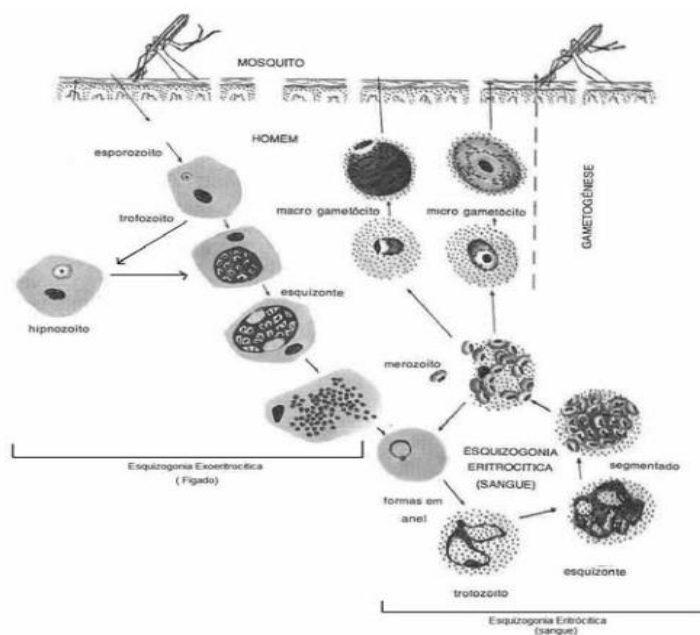 MOSQUITO
HOMEM
esporozoito
trofozoito
hipnozoito
esquizonte
macro gametócito
micro gametócito
GAMETOGÊNESE
merozoito
Esquizogonia Exoeritrocítica
( Fígado)
formas em
anel
ESQUIZOGONIA
ERITROCITICA
(SANGUE)
segmentado
trofozoito
esquizonte
Esquizogonia Eritrócitica
(sangue)